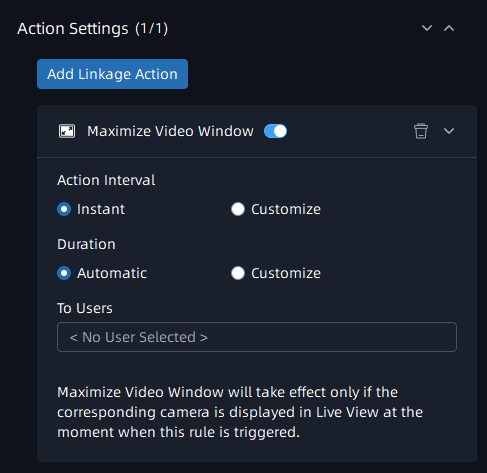 Action Settings (1/1)
Add Linkage Action
Maximize Video Window
Action Interval
Instant
Customize
Duration
Automatic
Customize
To Users
< No User Selected >
Maximize Video Window will take effect only if the
corresponding camera is displayed in Live View at the
moment when this rule is triggered.